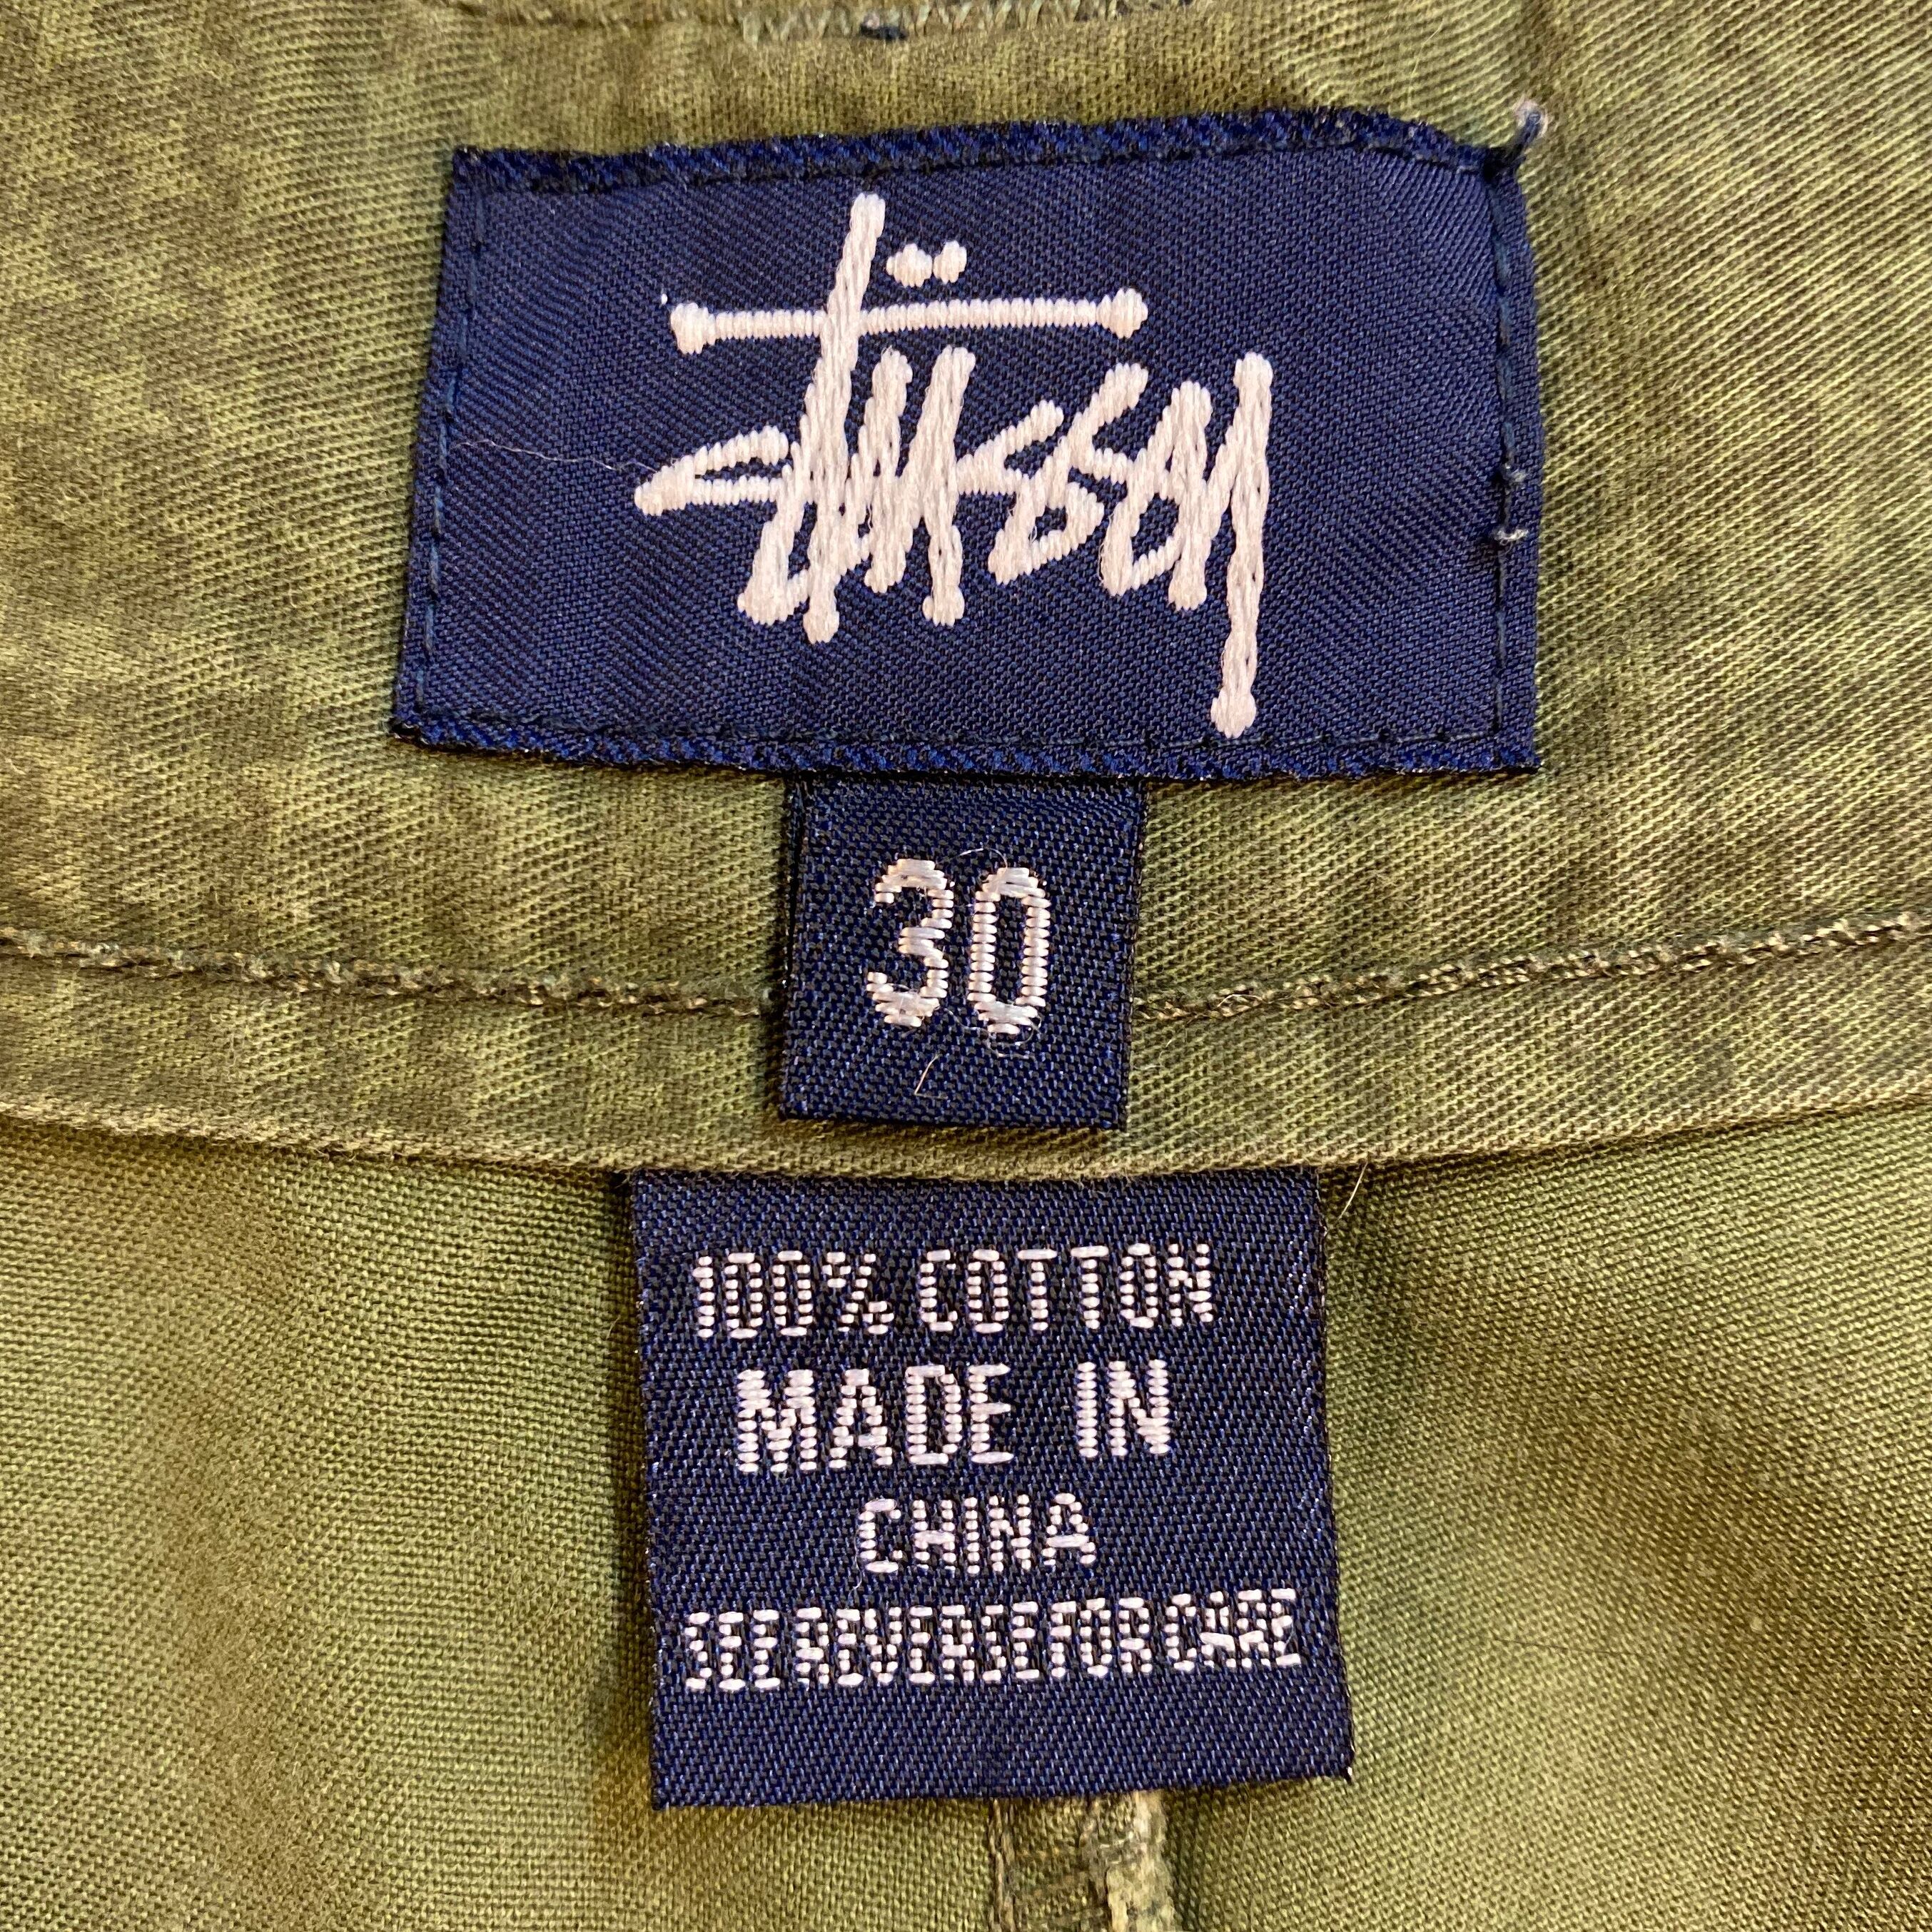 Stüssy
30
100% COTTON
MADE IN
CHINA
SEE REVERSE FOR CARE